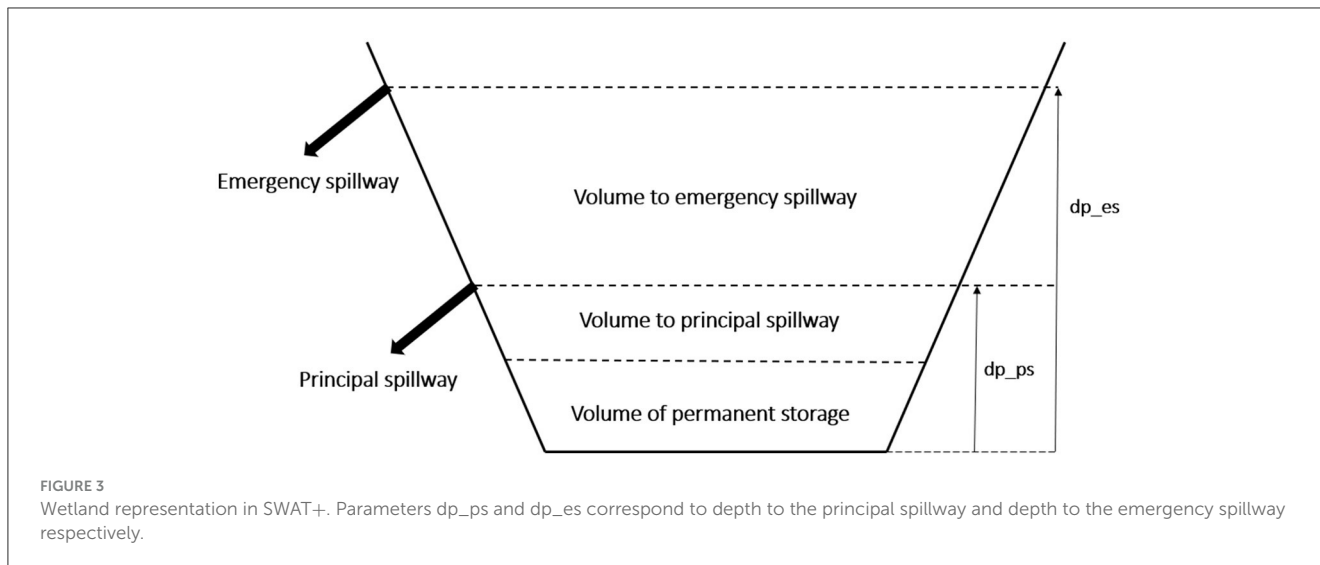 Emergency spillway
Volume to emergency spillway
dp_es
Volume to principal spillway
Principal spillway
dp_ps
Volume of permanent storage
FIGURE 3
Wetland representation in SWAT+. Parameters dp_ps and dp_es correspond to depth to the principal spillway and depth to the emergency spillway
respectively.